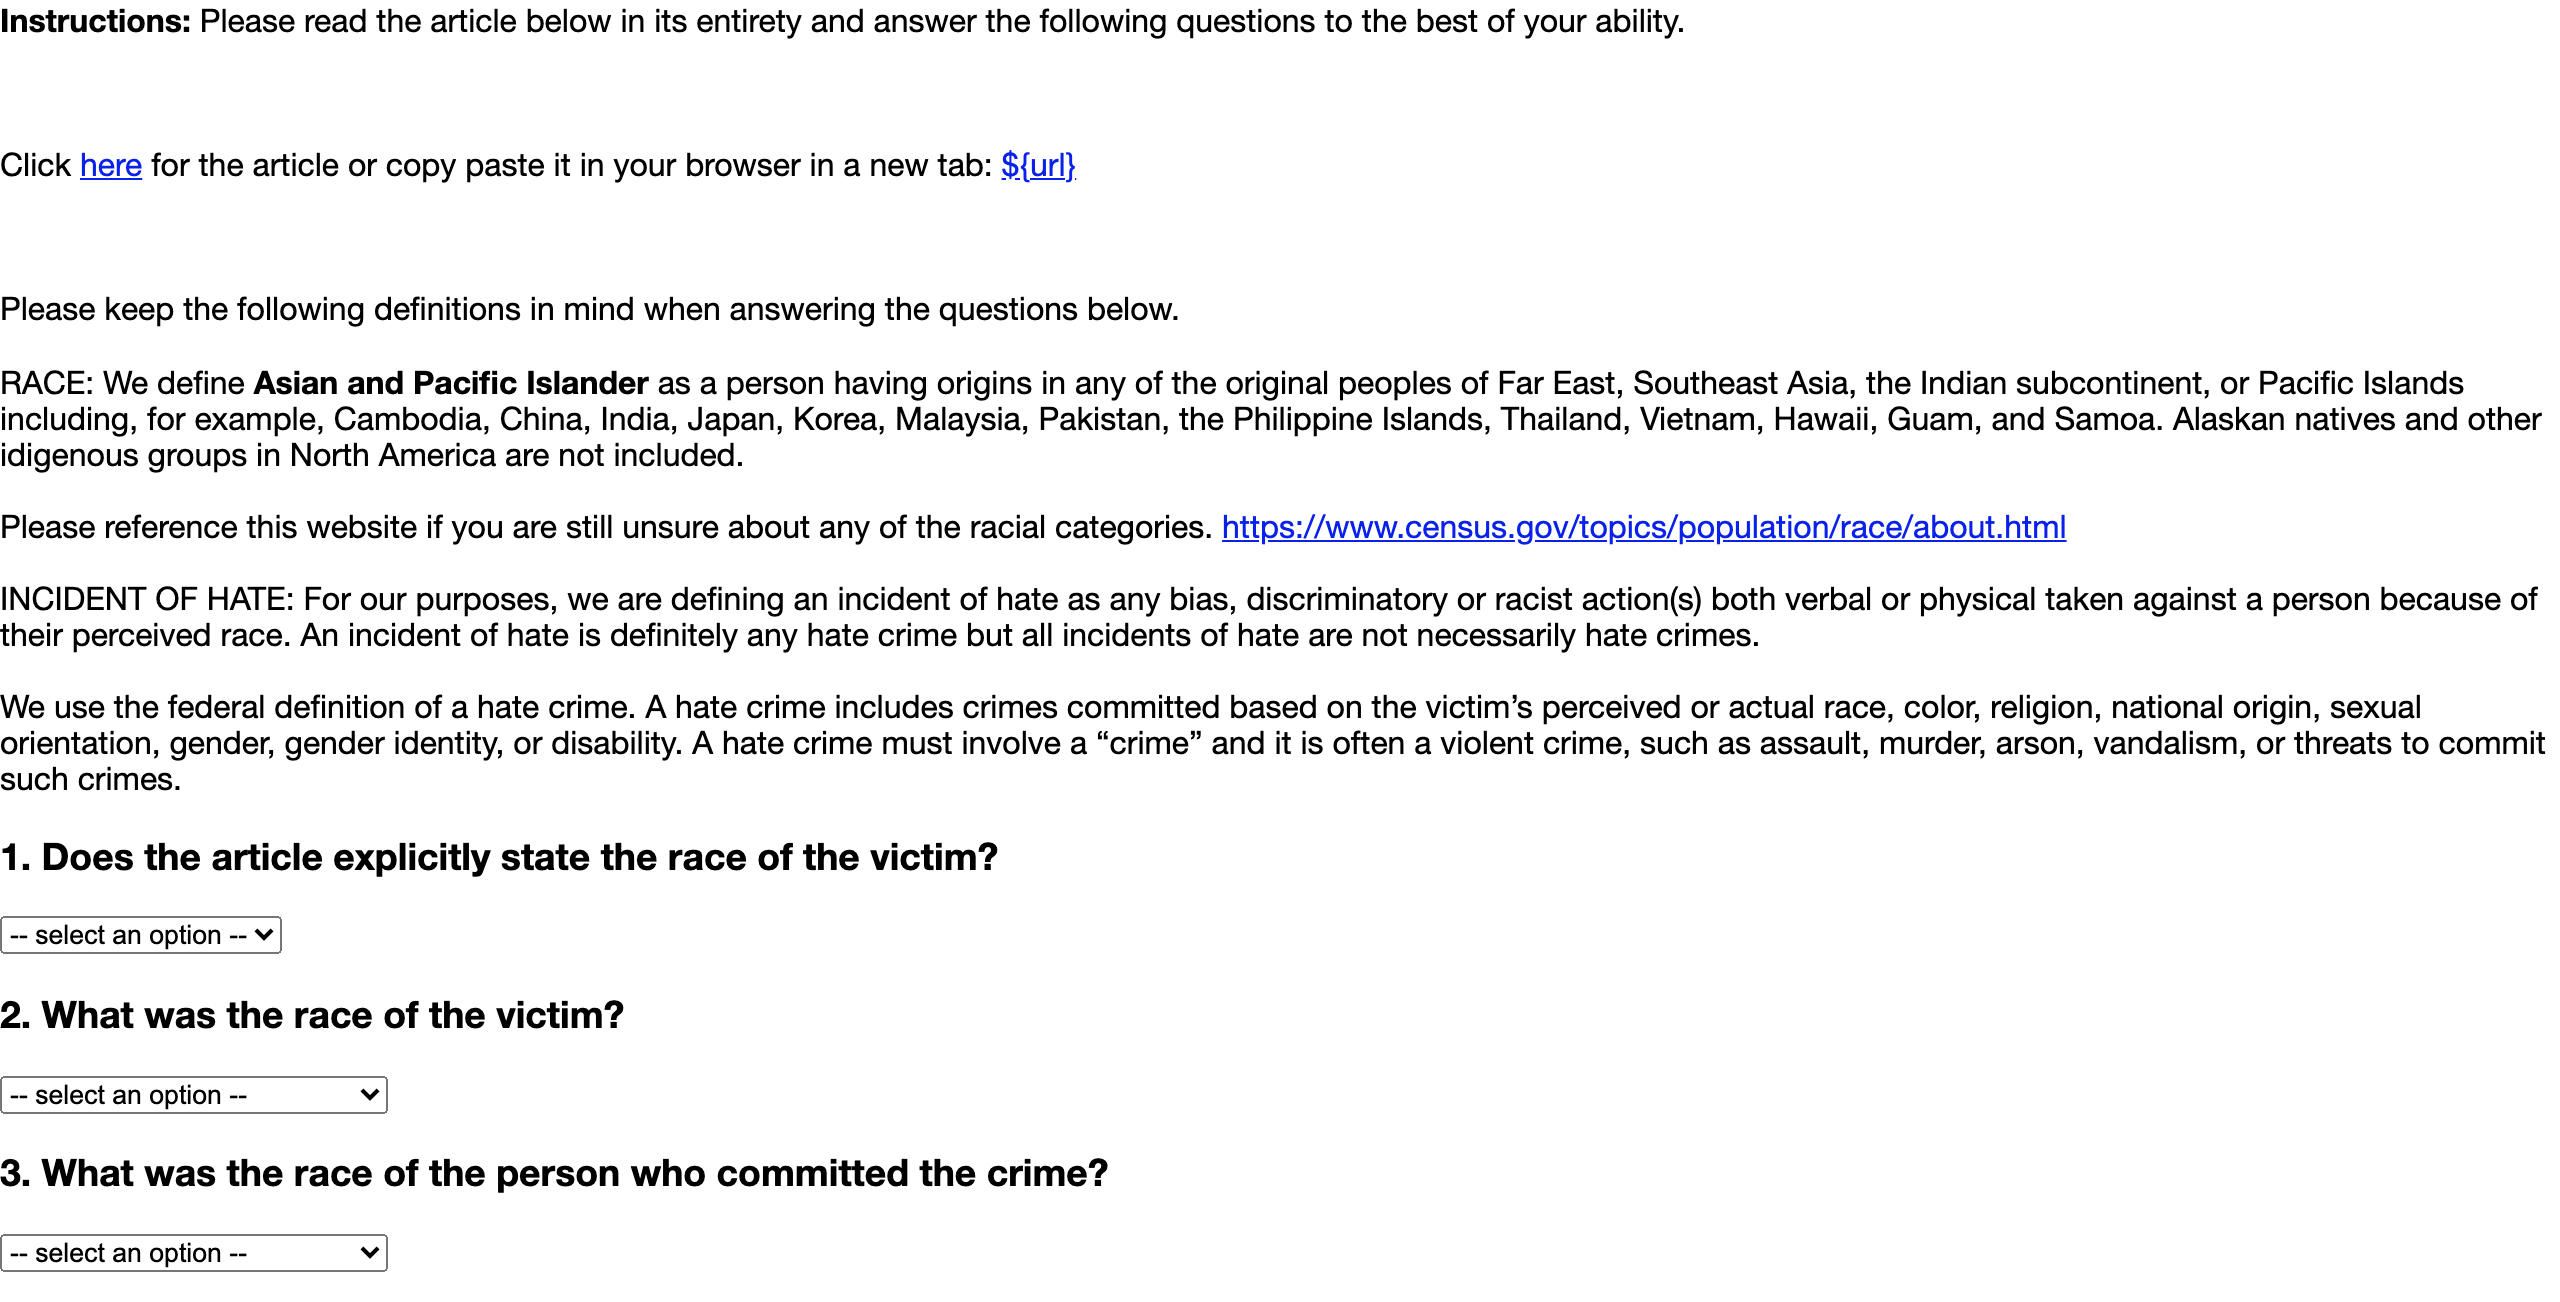 Instructions: Please read the article below in its entirety and answer the following questions to the best of your ability.
Click here for the article or copy paste it in your browser in a new tab: ${url}
Please keep the following definitions in mind when answering the questions below.
RACE: We define Asian and Pacific Islander as a person having origins in any of the original peoples of Far East, Southeast Asia, the Indian subcontinent, or Pacific Islands
including, for example, Cambodia, China, India, Japan, Korea, Malaysia, Pakistan, the Philippine Islands, Thailand, Vietnam, Hawaii, Guam, and Samoa. Alaskan natives and other
idigenous groups in North America are not included.
Please reference this website if you are still unsure about any of the racial categories. https://www.census.gov/topics/population/race/about.html
INCIDENT OF HATE: For our purposes, we are defining an incident of hate as any bias, discriminatory or racist action(s) both verbal or physical taken against a person because of
their perceived race. An incident of hate is definitely any hate crime but all incidents of hate are not necessarily hate crimes.
We use the federal definition of a hate crime. A hate crime includes crimes committed based on the victim’s perceived or actual race, color, religion, national origin, sexual
orientation, gender, gender identity, or disability. A hate crime must involve a “crime” and it is often a violent crime, such as assault, murder, arson, vandalism, or threats to commit
such crimes.
1. Does the article explicitly state the race of the victim?
-- select an option --
2. What was the race of the victim?
-- select an option --
3. What was the race of the person who committed the crime?
-- select an option --